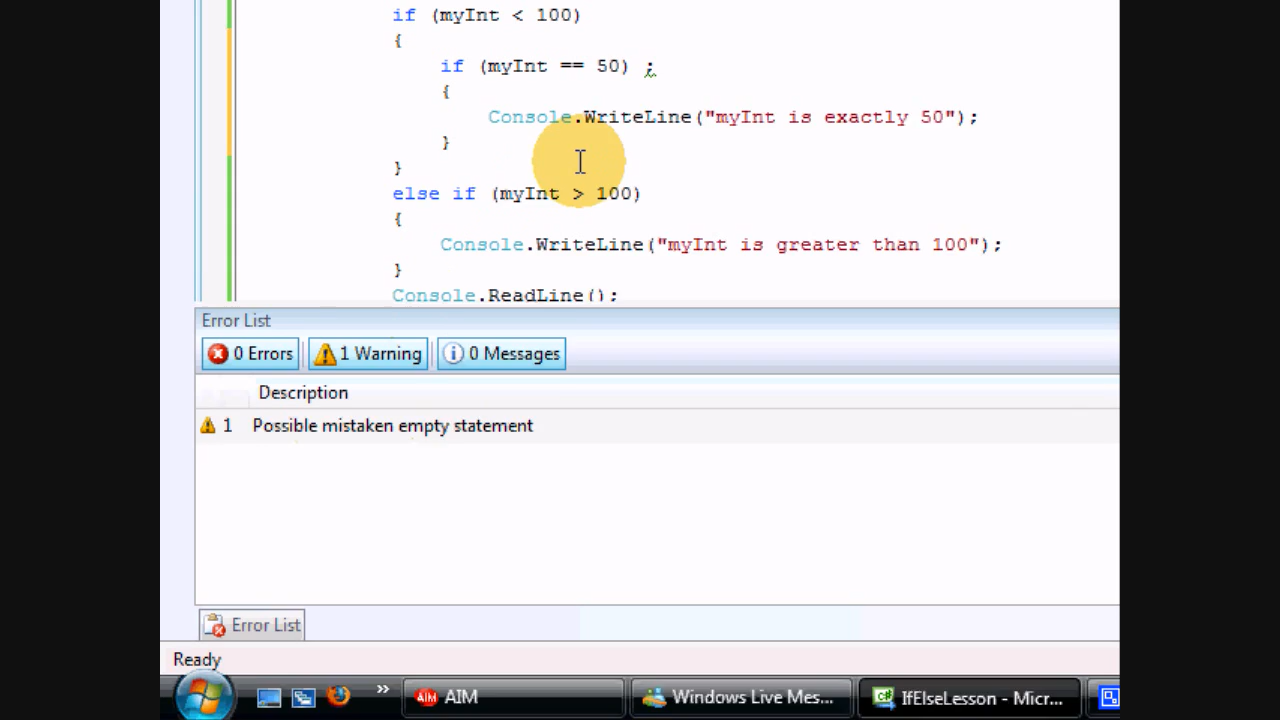 if (myInt < 100)
{
if (myInt == 50) ;
{
Console.WriteLine("myInt is exactly 50");
}
}
else if (myInt > 100)
{
Console.WriteLine("myInt is greater than 100");
}
Console.ReadLine();
Error List
0 Errors 1 Warning 0 Messages
Description
1 Possible mistaken empty statement
Error List
Ready
» AIM AIM Windows Live Mes... C# IfElseLesson - Micr...